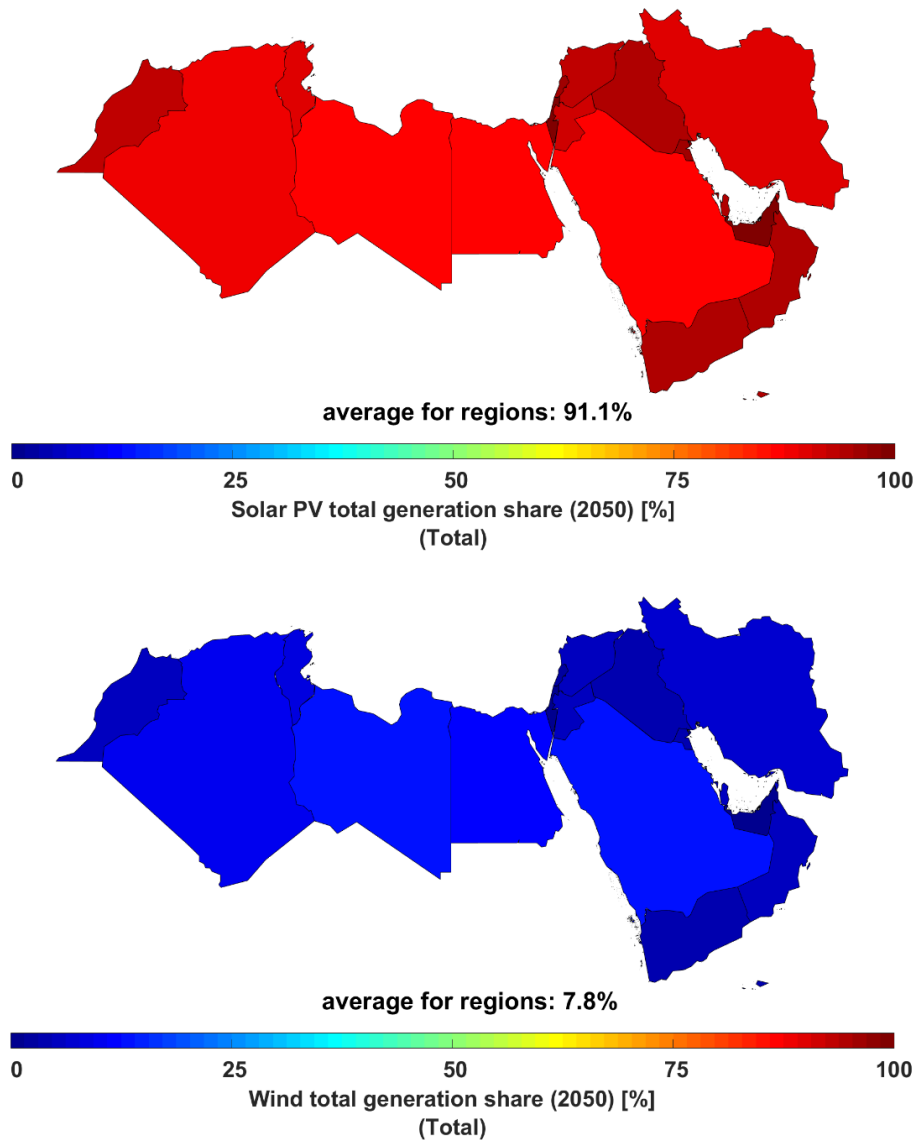 average for regions: 91.1%
0 25 50 75 100
Solar PV total generation share (2050) [%]
(Total)
average for regions: 7.8%
0 25 50 75 100
Wind total generation share (2050) [%]
(Total)